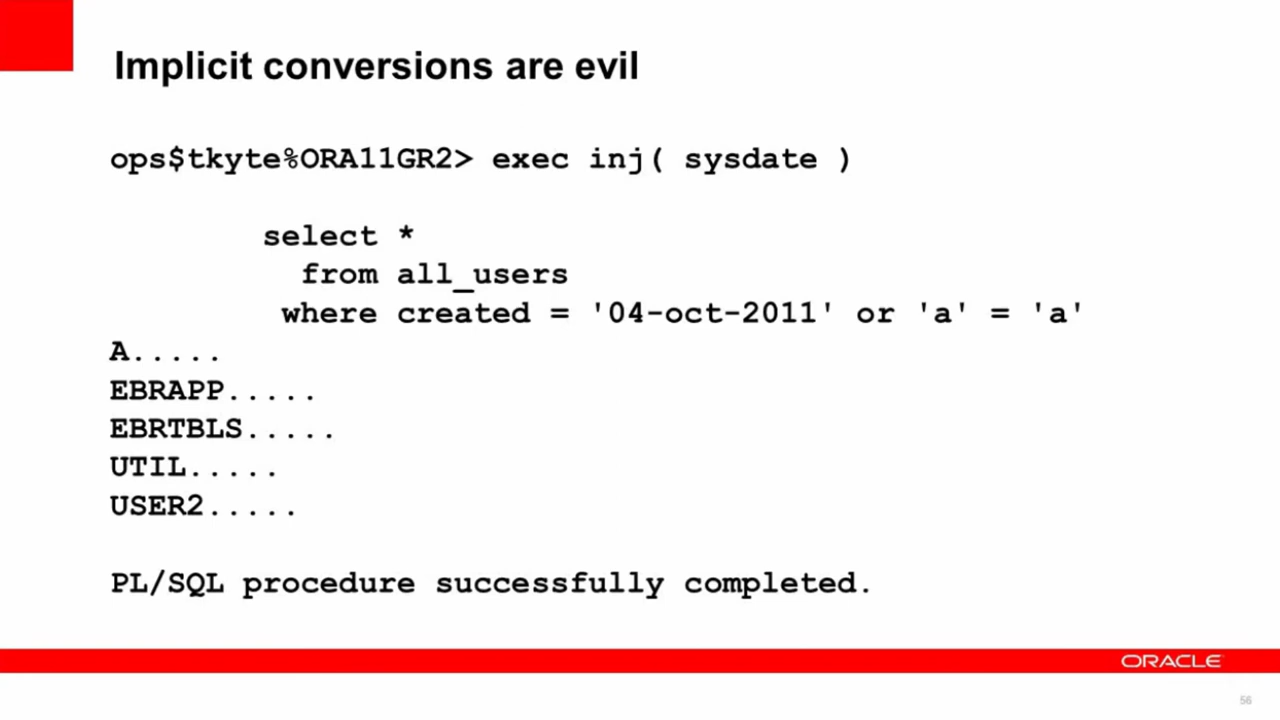 Implicit conversions are evil
ops$tkyte%ORA11GR2> exec inj( sysdate )
select *
from all_users
where created = '04-oct-2011' or 'a' = 'a'
A.....
EBRAPP.....
EBRTBLS.....
UTIL.....
USER2.....
PL/SQL procedure successfully completed.
ORACLE
56